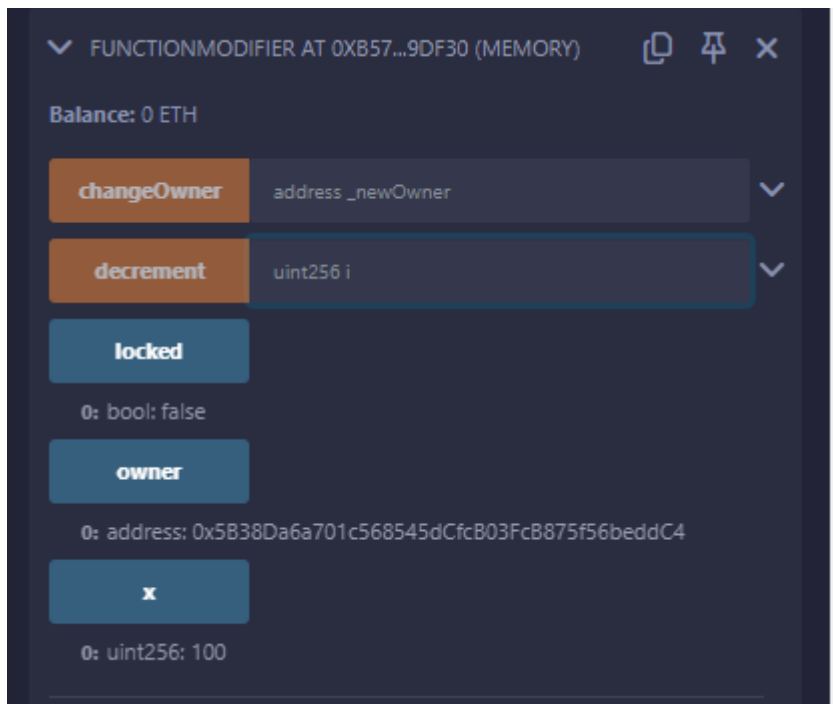 FUNCTIONMODIFIER AT 0XB57...9DF30 (MEMORY)
Balance: 0 ETH
changeOwner address _newOwner
decrement uint256 i
locked
0: bool: false
owner
0: address: 0x5B38Da6a701c568545dCfcB03FcB875f56beddC4
x
0: uint256: 100